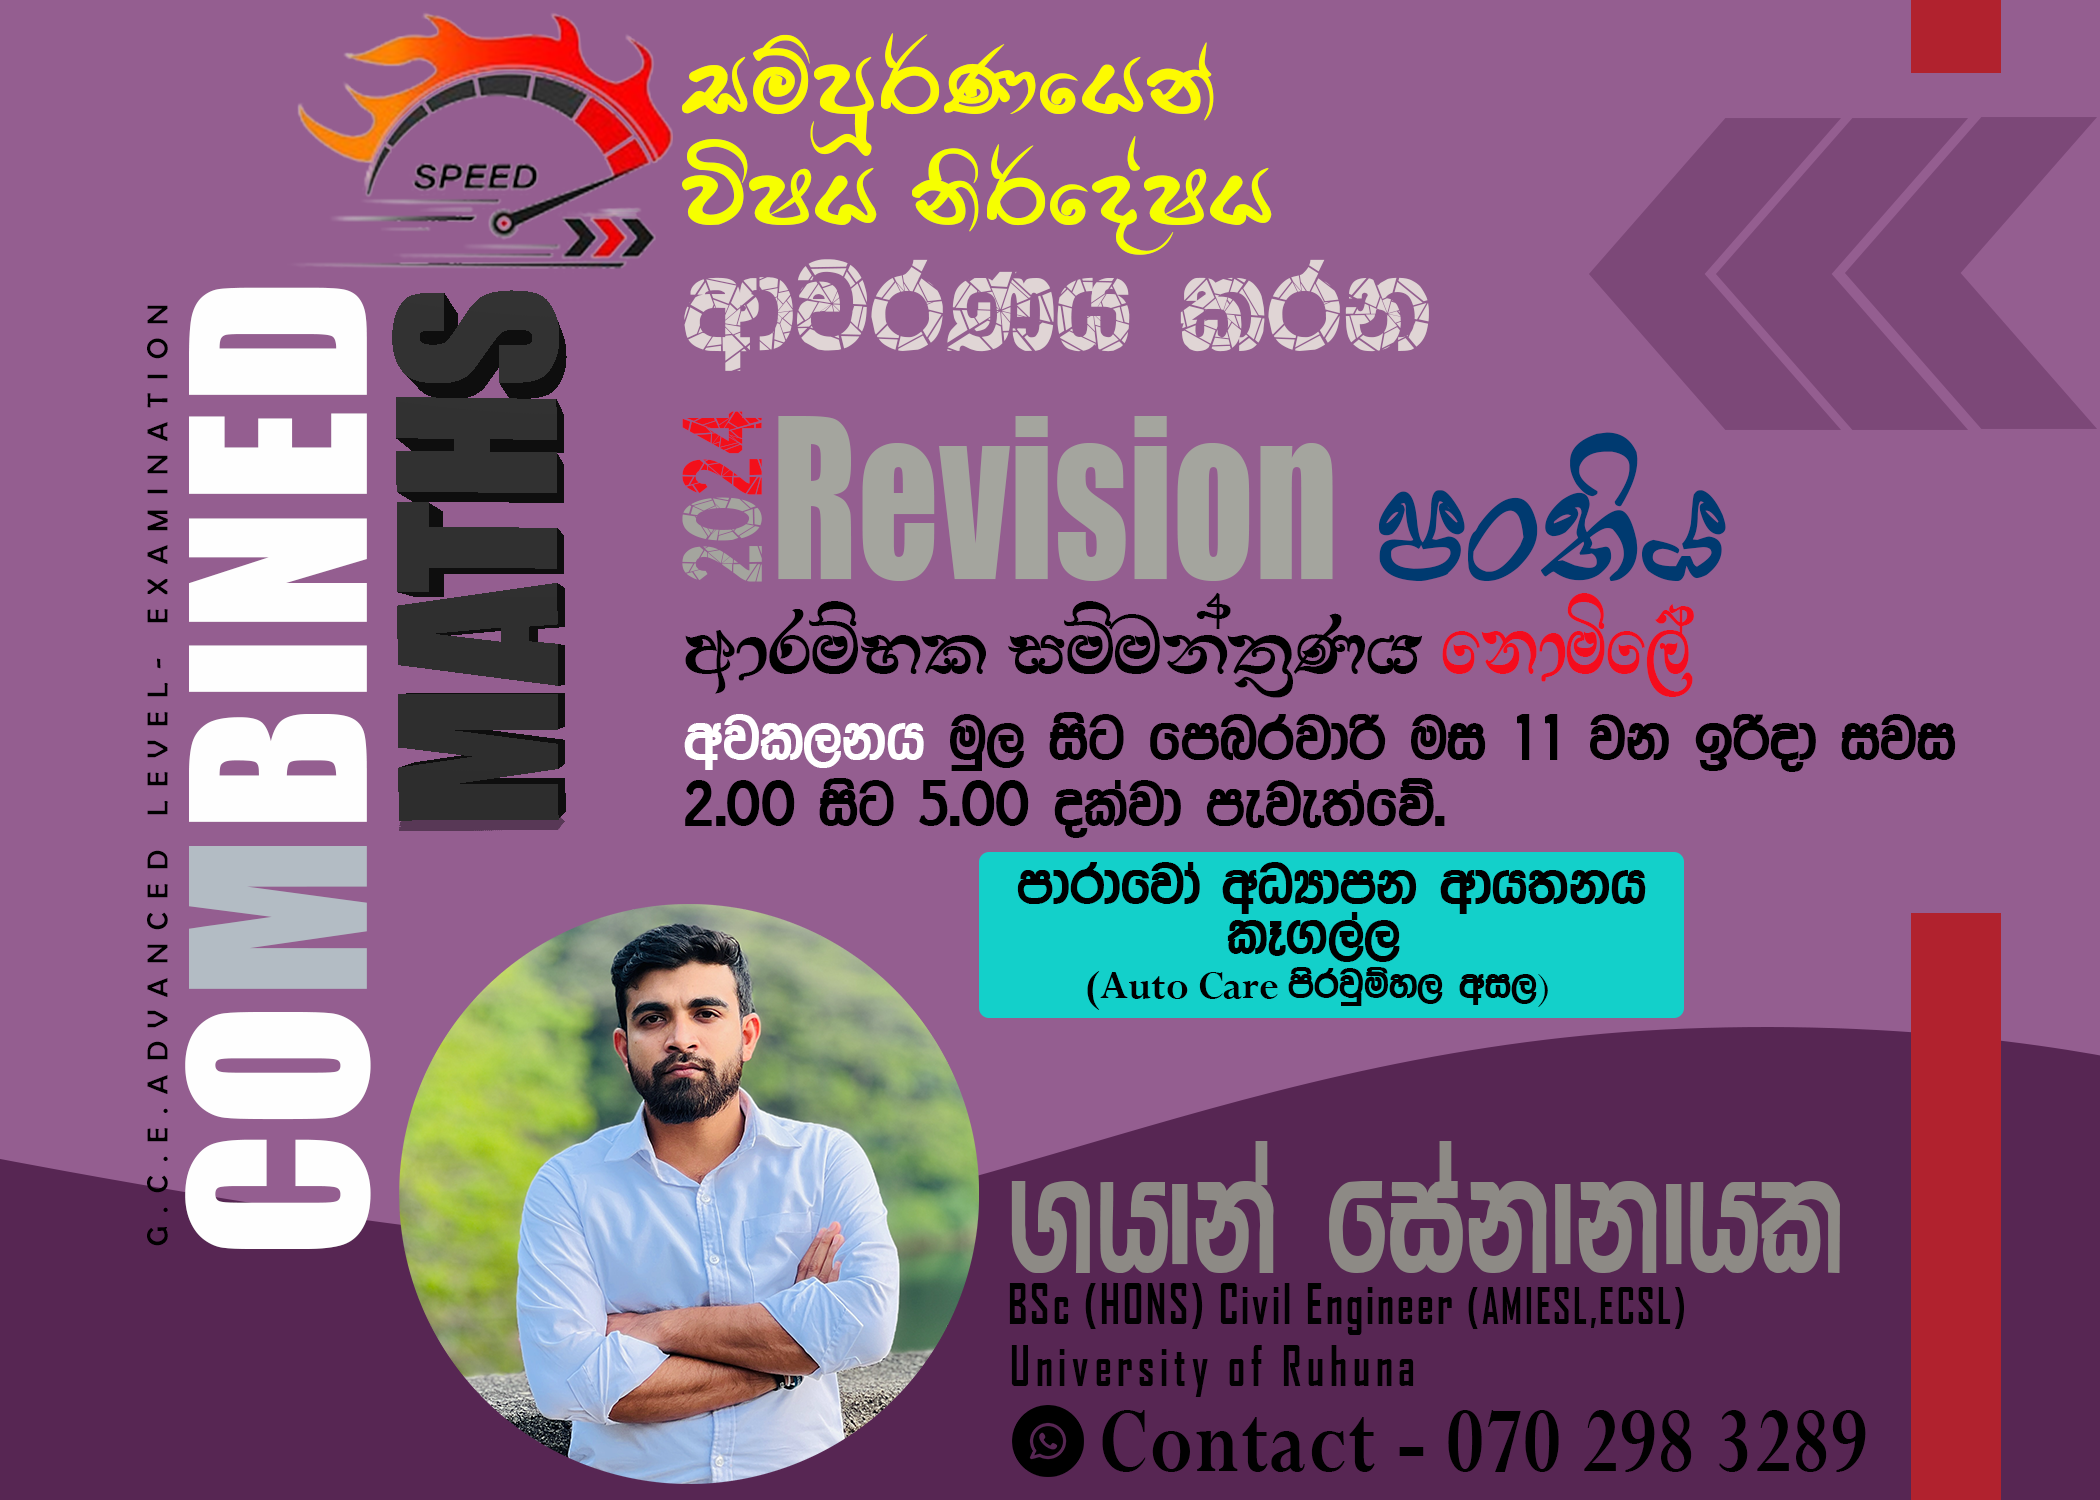 SPEED
සම්පූර්ණයෙන්
විෂය නිර්දේෂය
ආවරණය කරන
G.C.E.ADVANCED LEVEL- EXAMINATION
COMBINED
MATHS
2024 Revision පංතිය
ආරම්භක සම්මන්ත්‍රණය නොමිලේ
අවකලනය මුල සිට පෙබරවාරි මස 11 වන ඉරිදා සවස
2.00 සිට 5.00 දක්වා පැවැත්වේ.
පාරාවෝ අධ්‍යාපන ආයතනය
කෑගල්ල
(Auto Care පිරවුම්හල අසල)
ගයාන් සේනානායක
BSc (HONS) Civil Engineer (AMIESL,ECSL)
University of Ruhuna
Contact - 070 298 3289